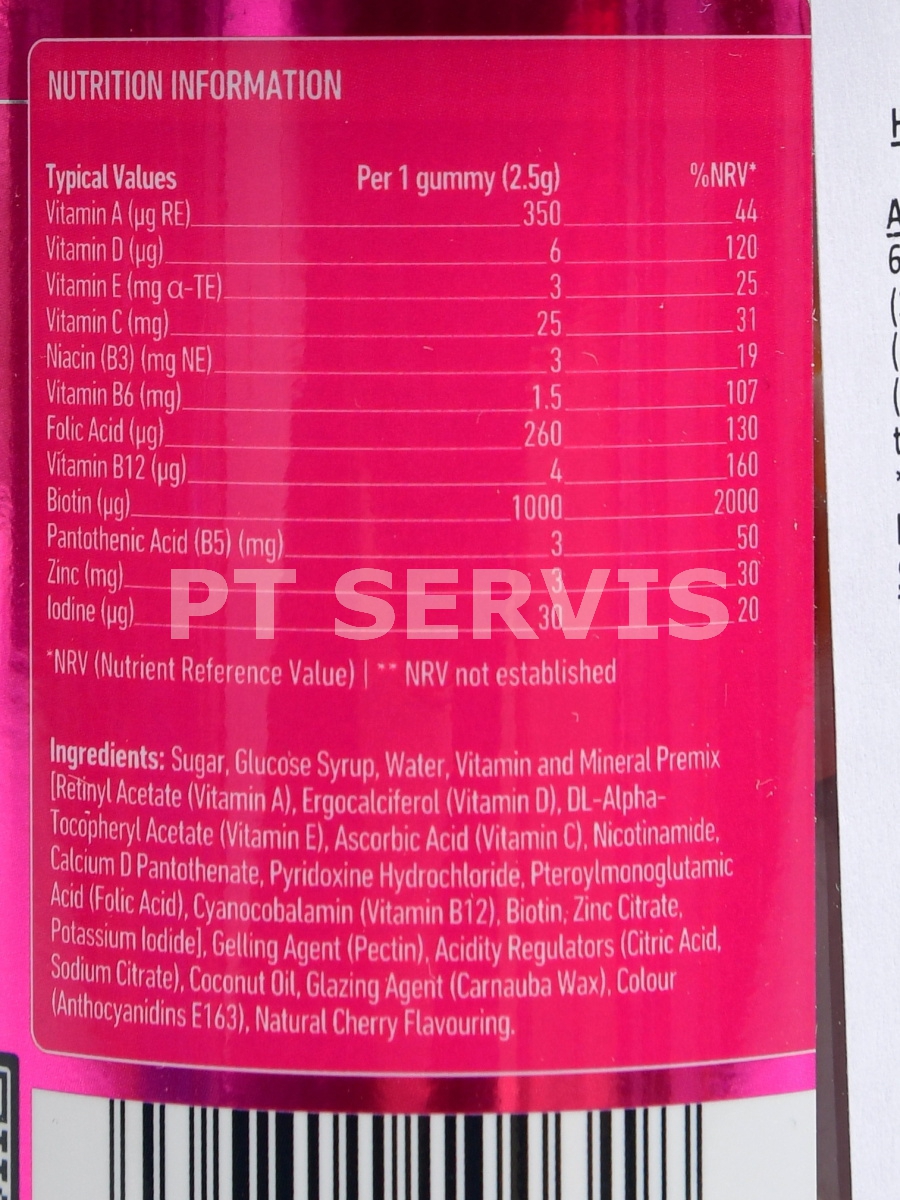 NUTRITION INFORMATION
Typical Values Per 1 gummy (2.5g) %NRV*
Vitamin A (µg RE) 350 44
Vitamin D (µg) 6 120
Vitamin E (mg α-TE) 3 25
Vitamin C (mg) 25 31
Niacin (B3) (mg NE) 3 19
Vitamin B6 (mg) 1.5 107
Folic Acid (µg) 260 130
Vitamin B12 (µg) 4 160
Biotin (µg) 1000 2000
Pantothenic Acid (B5) (mg) 3 50
Zinc (mg) 3 30
Iodine (µg) 30 20
PT SERVIS
*NRV (Nutrient Reference Value) | ** NRV not established
Ingredients: Sugar, Glucose Syrup, Water, Vitamin and Mineral Premix
[Retinyl Acetate (Vitamin A), Ergocalciferol (Vitamin D), DL-Alpha-
Tocopheryl Acetate (Vitamin E), Ascorbic Acid (Vitamin C), Nicotinamide,
Calcium D Pantothenate, Pyridoxine Hydrochloride, Pteroylmonoglutamic
Acid (Folic Acid), Cyanocobalamin (Vitamin B12), Biotin, Zinc Citrate,
Potassium Iodide], Gelling Agent (Pectin), Acidity Regulators (Citric Acid,
Sodium Citrate), Coconut Oil, Glazing Agent (Carnauba Wax), Colour
(Anthocyanidins E163), Natural Cherry Flavouring.